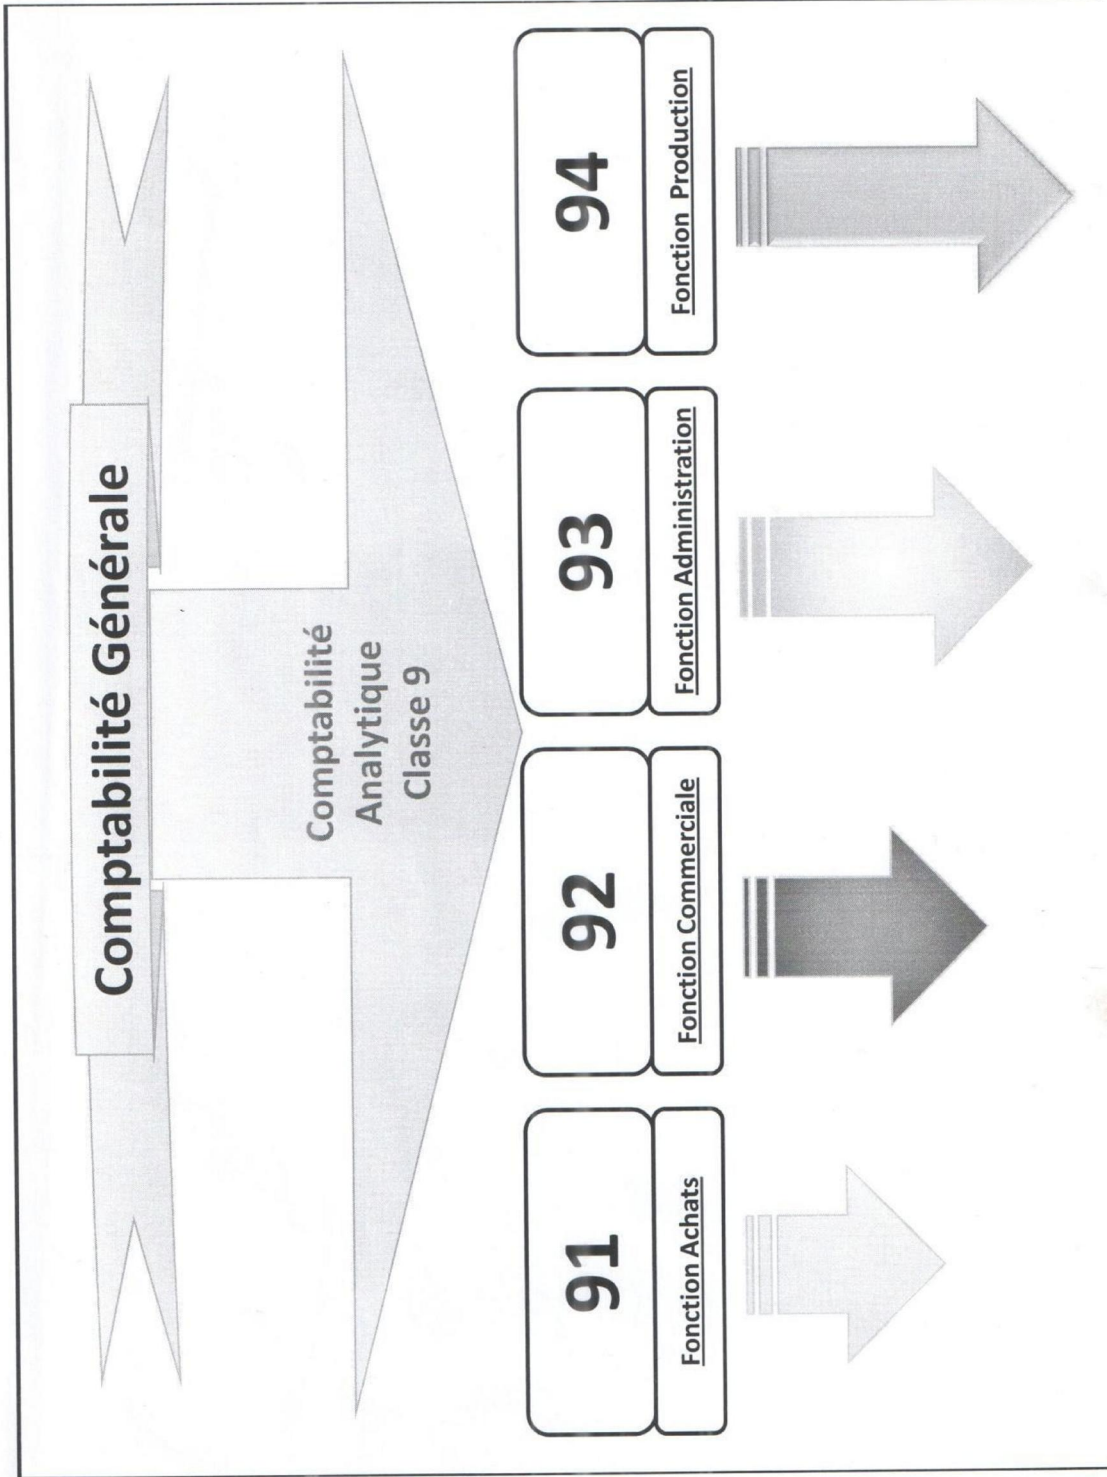 Comptabilité Générale
Comptabilité
Analytique
Classe 9
91
Fonction Achats
92
Fonction Commerciale
93
Fonction Administration
94
Fonction Production